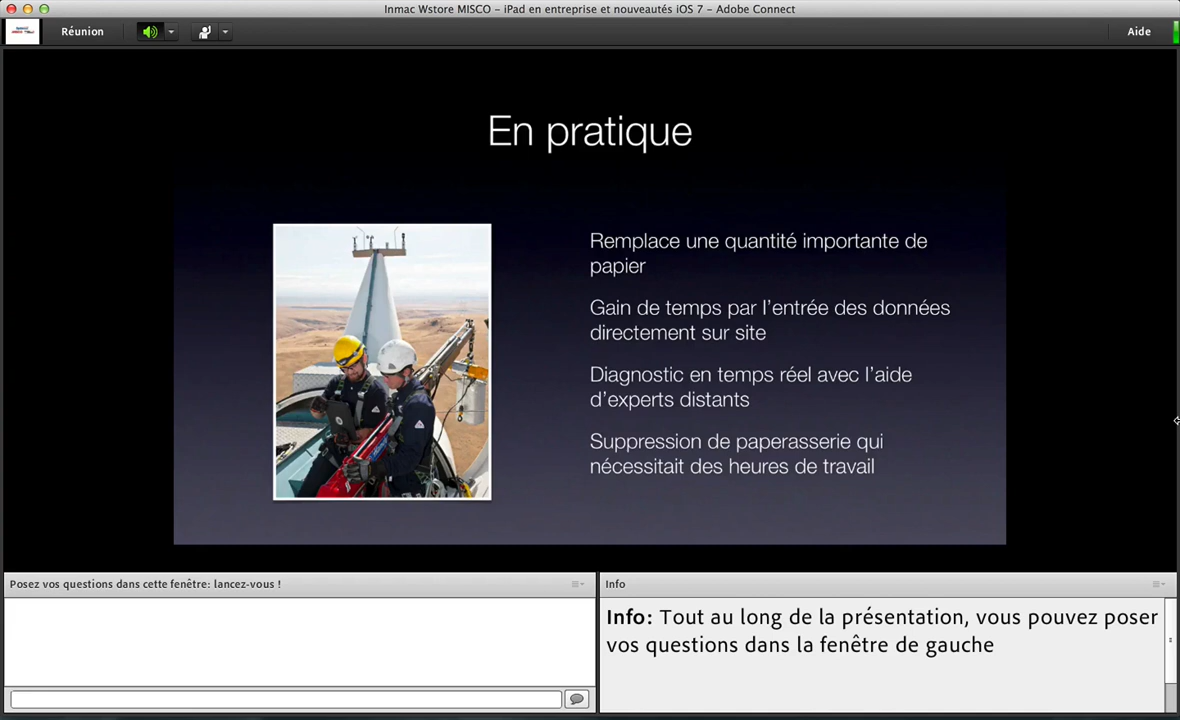 Inmac Wstore MISCO – iPad en entreprise et nouveautés iOS 7 – Adobe Connect
Réunion
Aide
En pratique
Remplace une quantité importante de
papier
Gain de temps par l’entrée des données
directement sur site
Diagnostic en temps réel avec l’aide
d’experts distants
Suppression de paperasserie qui
nécessitait des heures de travail
Posez vos questions dans cette fenêtre: lancez-vous !
Info
Info: Tout au long de la présentation, vous pouvez poser
vos questions dans la fenêtre de gauche